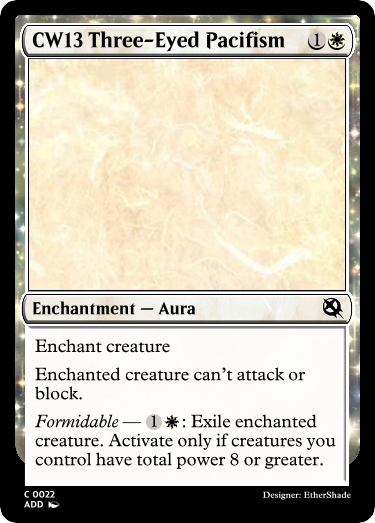 CW13 Three-Eyed Pacifism 1
Enchantment — Aura
Enchant creature
Enchanted creature can't attack or
block.
Formidable — 1 : Exile enchanted
creature. Activate only if creatures you
control have total power 8 or greater.
C 0022
ADD
Designer: EtherShade